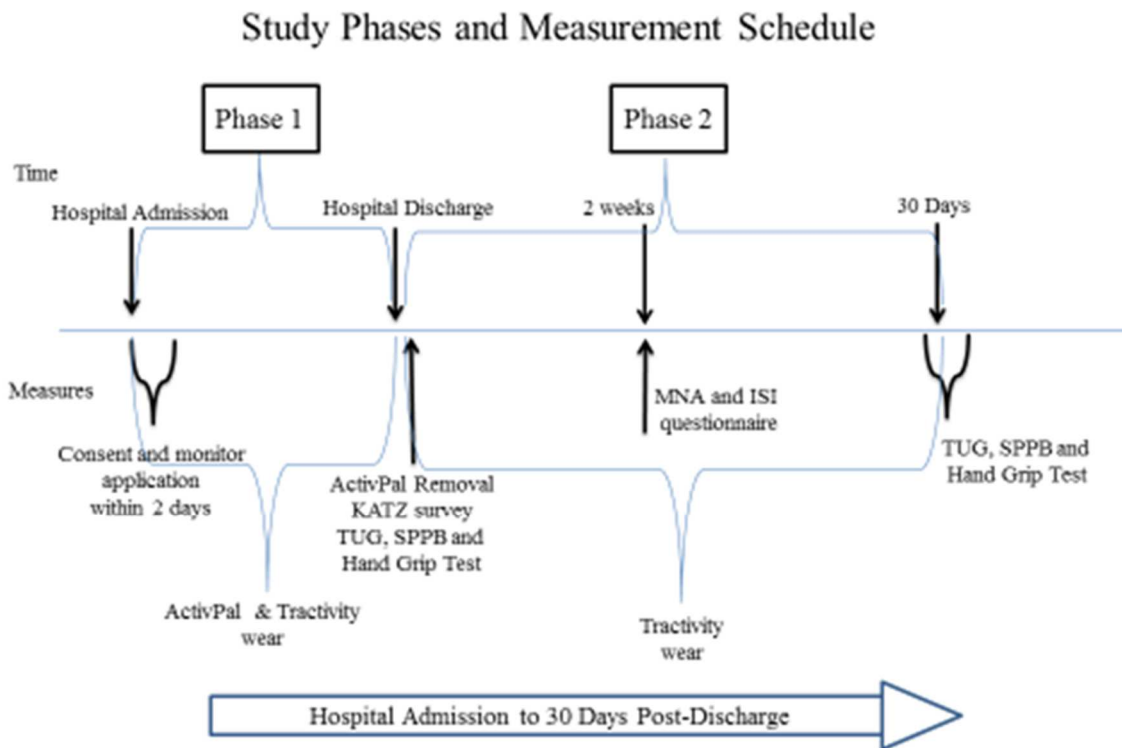 Study Phases and Measurement Schedule
Phase 1
Phase 2
Time
Hospital Admission
Hospital Discharge
2 weeks
30 Days
Measures
Consent and monitor
application
within 2 days
ActivPal Removal
KATZ survey
TUG, SPPB and
Hand Grip Test
MNA and ISI
questionnaire
TUG, SPPB and
Hand Grip Test
ActivPal & Tractivity
wear
Tractivity
wear
Hospital Admission to 30 Days Post-Discharge